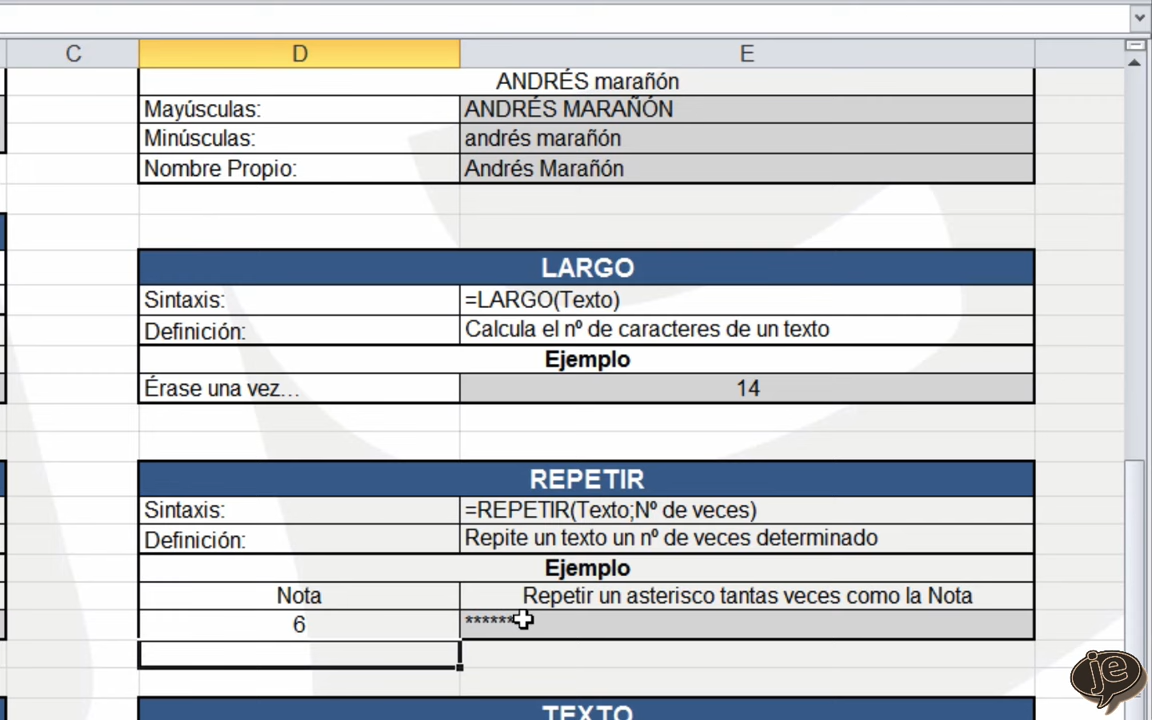 C D E
ANDRÉS marañón
Mayúsculas: ANDRÉS MARAÑÓN
Minúsculas: andrés marañón
Nombre Propio: Andrés Marañón
LARGO
Sintaxis: =LARGO(Texto)
Definición: Calcula el nº de caracteres de un texto
Ejemplo
Érase una vez… 14
REPETIR
Sintaxis: =REPETIR(Texto;Nº de veces)
Definición: Repite un texto un nº de veces determinado
Ejemplo
Nota Repetir un asterisco tantas veces como la Nota
6 ******
TEXTO
je